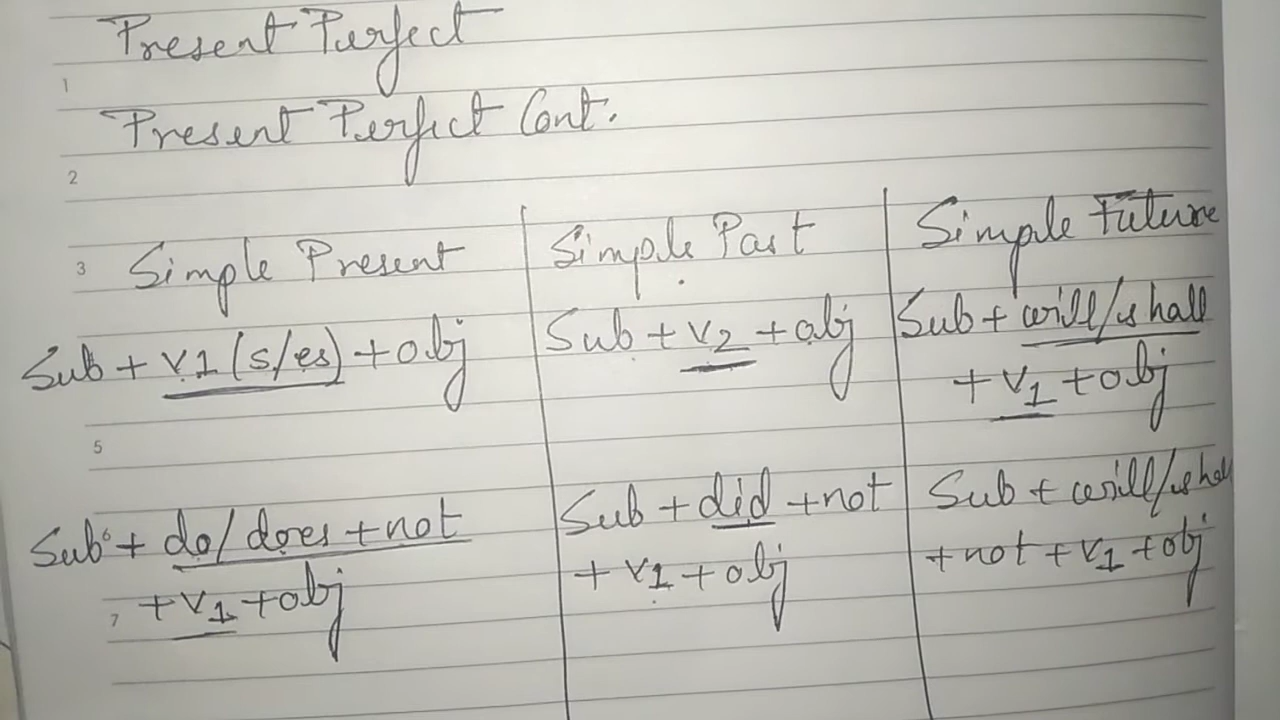 Present Perfect
1
Present Perfect Cont.
2
3
Simple Present
Sub + V1 (s/es) + obj
5
Sub + do/does + not
7
+ V1 + obj
Simple Past
Sub + V2 + obj
Sub + did + not
+ V1 + obj
Simple Future
Sub + will/shall
+ V1 + obj
Sub + will/shal
+ not + V1 + obj